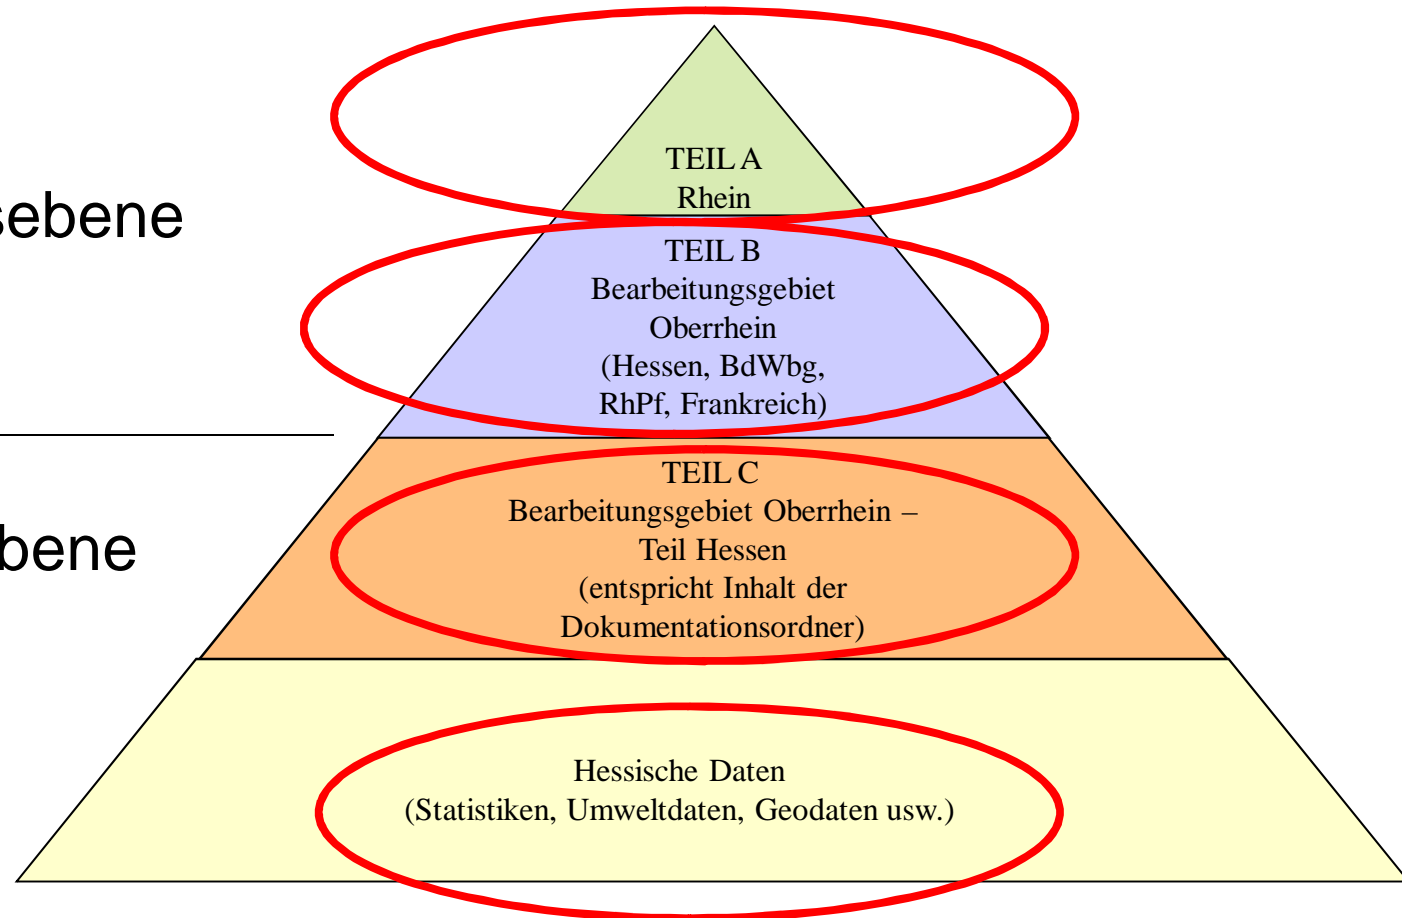 TEIL A
Rhein
sebene
TEIL B
Bearbeitungsgebiet
Oberrhein
(Hessen, BdWbg,
RhPf, Frankreich)
TEIL C
Bearbeitungsgebiet Oberrhein –
Teil Hessen
(entspricht Inhalt der
Dokumentationsordner)
bene
Hessische Daten
(Statistiken, Umweltdaten, Geodaten usw.)